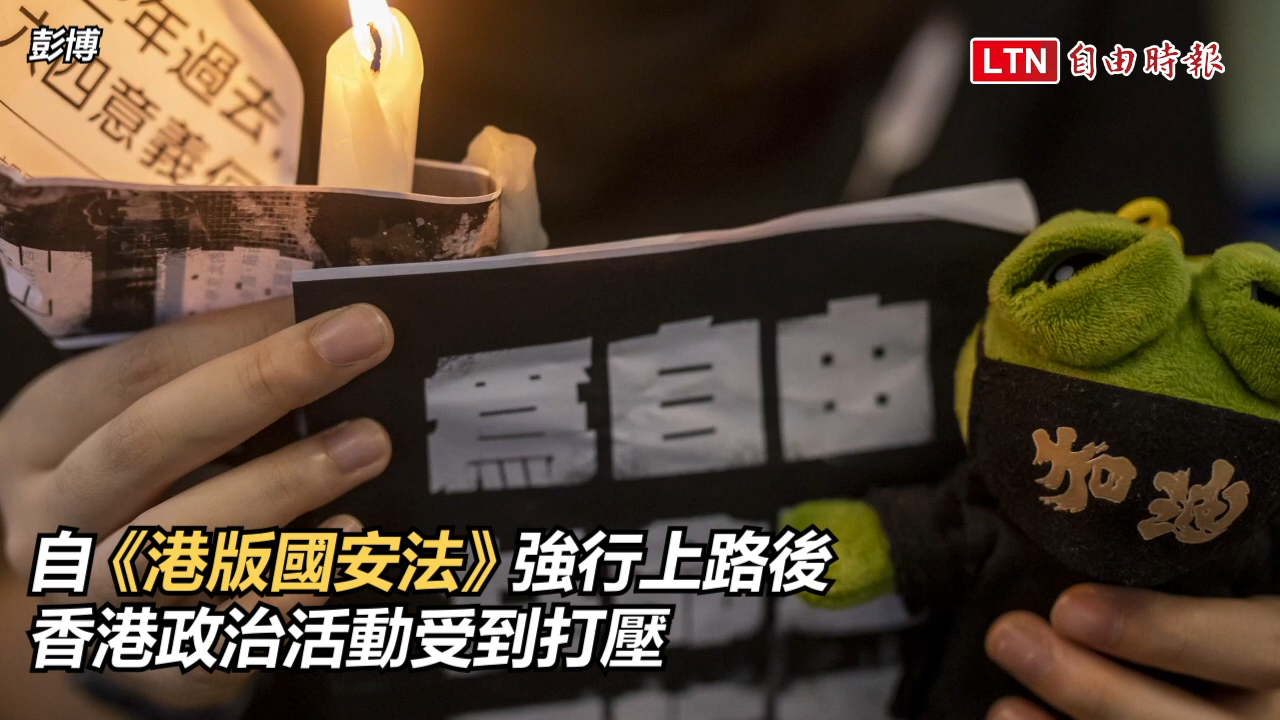 彭博
LTN 自由時報
年過去,
六四意義何
自由
加油
自《港版國安法》強行上路後
香港政治活動受到打壓